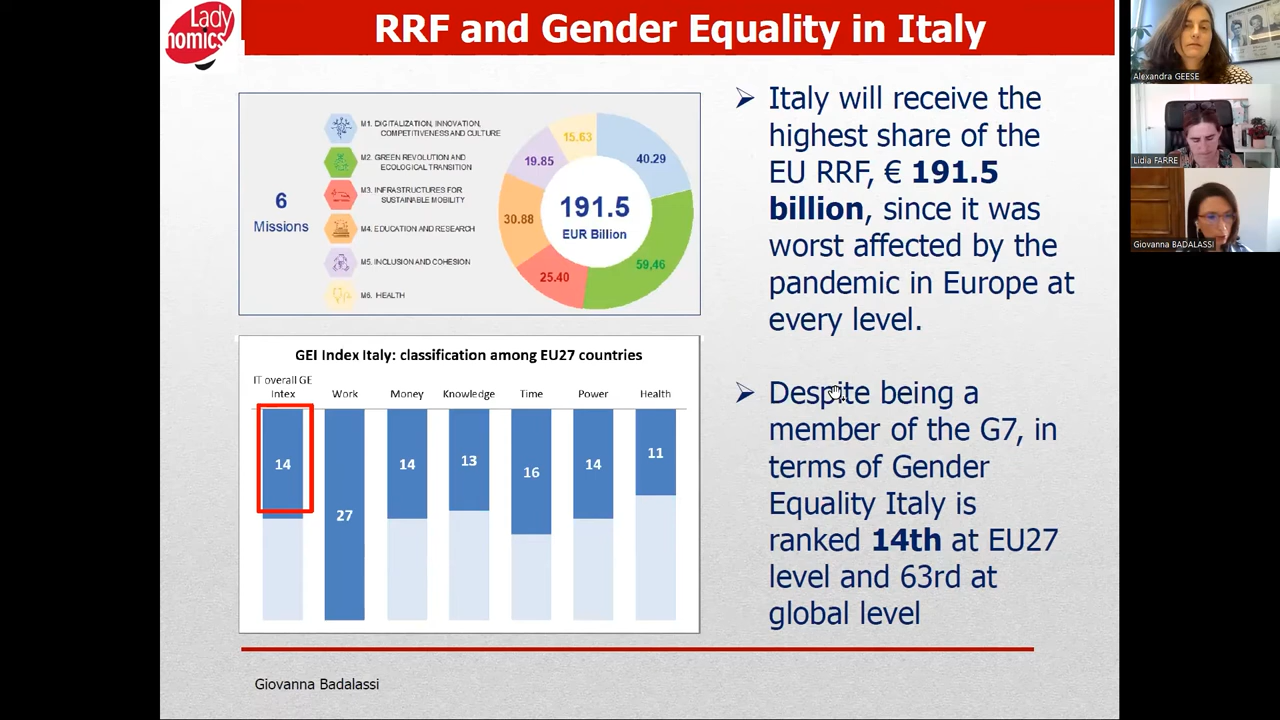 Lady
nomics
RRF and Gender Equality in Italy
6
Missions
M1. DIGITALIZATION, INNOVATION,
COMPETITIVENESS AND CULTURE
M2. GREEN REVOLUTION AND
ECOLOGICAL TRANSITION
M3. INFRASTRUCTURES FOR
SUSTAINABLE MOBILITY
M4. EDUCATION AND RESEARCH
M5. INCLUSION AND COHESION
M6. HEALTH
15.63
40.29
19.85
191.5
EUR Billion
30.88
59,46
25.40
GEI Index Italy: classification among EU27 countries
IT overall GE
Intex
Work
Money
Knowledge
Time
Power
Health
14
27
14
13
16
14
11
➢ Italy will receive the
highest share of the
EU RRF, € 191.5
billion, since it was
worst affected by the
pandemic in Europe at
every level.
➢ Despite being a
member of the G7, in
terms of Gender
Equality Italy is
ranked 14th at EU27
level and 63rd at
global level
Giovanna Badalassi
Alexandra GEESE
Lidia FARRE
Giovanna BADALASSI